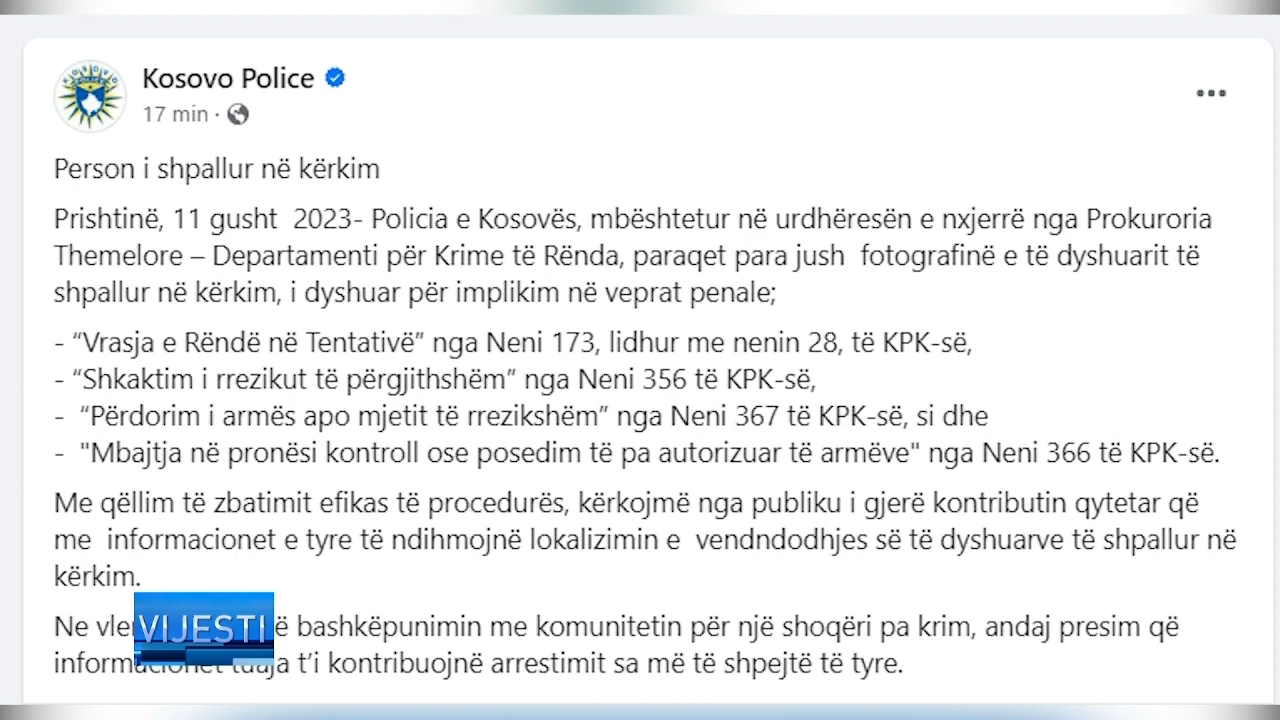 Kosovo Police
17 min ·
Person i shpallur në kërkim
Prishtinë, 11 gusht 2023- Policia e Kosovës, mbështetur në urdhëresën e nxjerrë nga Prokuroria
Themelore – Departamenti për Krime të Rënda, paraqet para jush fotografinë e të dyshuarit të
shpallur në kërkim, i dyshuar për implikim në veprat penale;
- “Vrasja e Rëndë në Tentativë” nga Neni 173, lidhur me nenin 28, të KPK-së,
- “Shkaktim i rrezikut të përgjithshëm” nga Neni 356 të KPK-së,
- “Përdorim i armës apo mjetit të rrezikshëm” nga Neni 367 të KPK-së, si dhe
- "Mbajtja në pronësi kontroll ose posedim të pa autorizuar të armëve" nga Neni 366 të KPK-së.
Me qëllim të zbatimit efikas të procedurës, kërkojmë nga publiku i gjerë kontributin qytetar që
me informacionet e tyre të ndihmojnë lokalizimin e vendndodhjes së të dyshuarve të shpallur në
kërkim.
Ne bashkëpunimin me komunitetin për një shoqëri pa krim, andaj presim që
VIJESTI
t’i kontribuojnë arrestimit sa më të shpejtë të tyre.